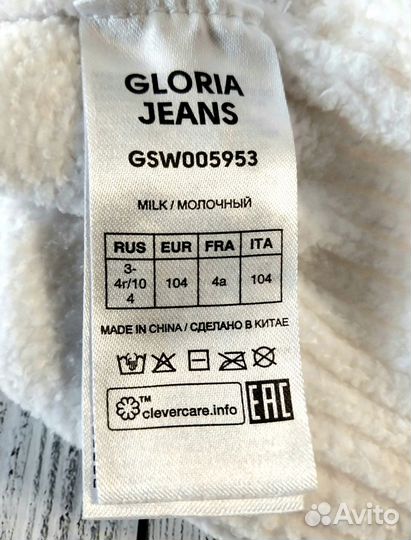 GLORIA
JEANS
GSW005953
MILK / МОЛОЧНЫЙ
RUS EUR FRA ITA
3-
4г/10
4
104 4a 104
MADE IN CHINA / СДЕЛАНО В КИТАЕ
TM
clevercare.info
EAC
Avito